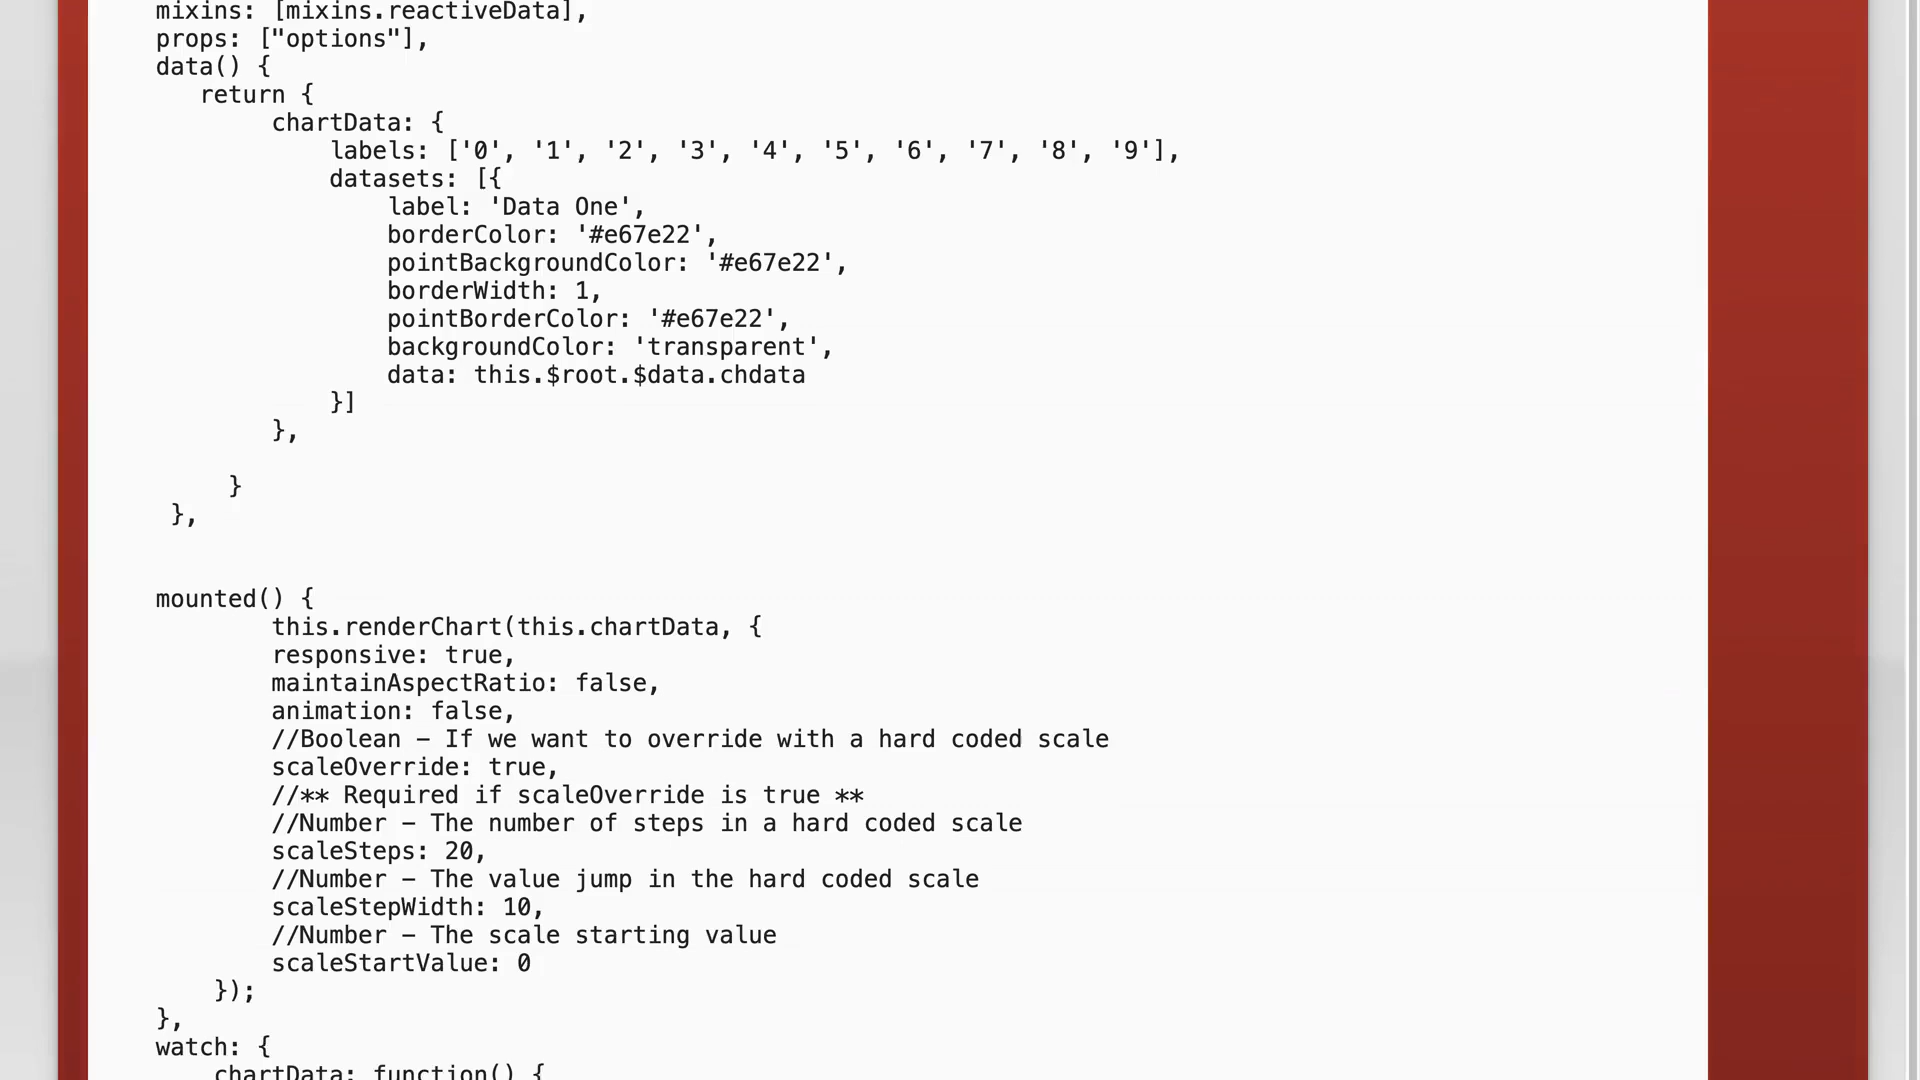 mixins: [mixins.reactiveData],
props: ["options"],
data() {
return {
chartData: {
labels: ['0', '1', '2', '3', '4', '5', '6', '7', '8', '9'],
datasets: [{
label: 'Data One',
borderColor: '#e67e22',
pointBackgroundColor: '#e67e22',
borderWidth: 1,
pointBorderColor: '#e67e22',
backgroundColor: 'transparent',
data: this.$root.$data.chdata
}]
},
}
},
mounted() {
this.renderChart(this.chartData, {
responsive: true,
maintainAspectRatio: false,
animation: false,
//Boolean – If we want to override with a hard coded scale
scaleOverride: true,
//** Required if scaleOverride is true **
//Number – The number of steps in a hard coded scale
scaleSteps: 20,
//Number – The value jump in the hard coded scale
scaleStepWidth: 10,
//Number – The scale starting value
scaleStartValue: 0
});
},
watch: {
chartData: function() {